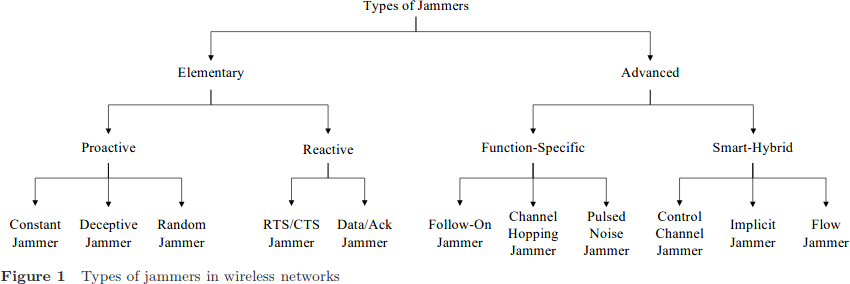 Types of Jammers
Elementary
Advanced
Proactive
Reactive
Function-Specific
Smart-Hybrid
Constant
Jammer
Deceptive
Jammer
Random
Jammer
RTS/CTS
Jammer
Data/Ack
Jammer
Follow-On
Jammer
Channel
Hopping
Jammer
Pulsed
Noise
Jammer
Control
Channel
Jammer
Implicit
Jammer
Flow
Jammer
Figure 1 Types of jammers in wireless networks